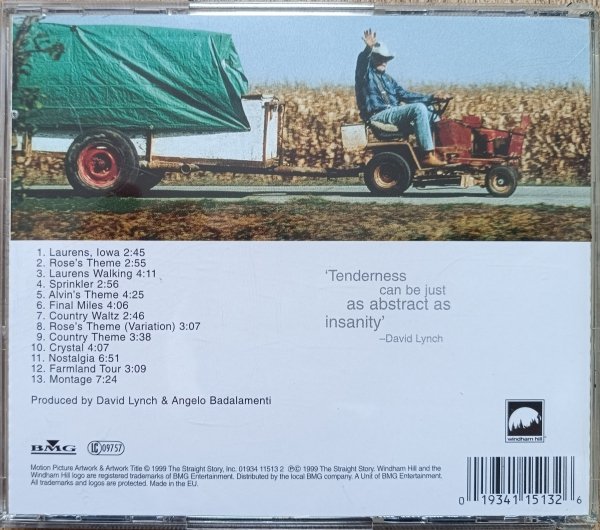 1. Laurens, Iowa 2:45
2. Rose's Theme 2:55
3. Laurens Walking 4:11
4. Sprinkler 2:56
5. Alvin's Theme 4:25
6. Final Miles 4:06
7. Country Waltz 2:46
8. Rose's Theme (Variation) 3:07
9. Country Theme 3:38
10. Crystal 4:07
11. Nostalgia 6:51
12. Farmland Tour 3:09
13. Montage 7:24
Produced by David Lynch & Angelo Badalamenti
'Tenderness
can be just
as abstract as
insanity'
–David Lynch
BMG
LC 09757
windham hill
Motion Picture Artwork & Artwork Title © 1999 The Straight Story, Inc. 01934 11513 2 ℗© 1999 The Straight Story. Windham Hill and the
Windham Hill logo are registered trademarks of BMG Entertainment. Distributed by the local BMG company. A Unit of BMG Entertainment.
All trademarks and logos are protected. Made in the EU.
0 19341 15132 6